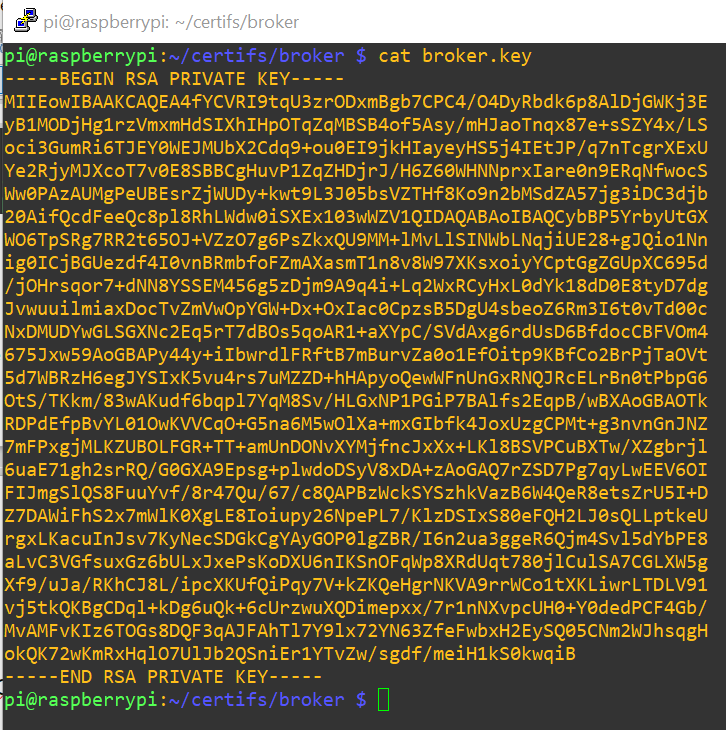 pi@raspberrypi: ~/certifs/broker
pi@raspberrypi:~/certifs/broker $ cat broker.key
-----BEGIN RSA PRIVATE KEY-----
MIIEowIBAAKCAQEA4fYCVRI9tqU3zrODxmBgb7CPC4/O4DyRbdk6p8AlDjGWKj3E
yB1MODjHg1rzVmxmHdSIXhIHpOTqZqMBSB4of5Asy/mHJaoTnqx87e+sSZY4x/LS
oci3GumRi6TJEY0WEJMUbX2Cdq9+ou0EI9jkHIayeyHS5j4IEtJP/q7nTcgrXExU
Ye2RjyMJXcoT7v0E8SBBCgHuvP1ZqZHDjrJ/H6Z60WHNNprxIare0n9ERqNfwocS
Ww0PAzAUMgPeUBEsrZjWUDy+kwt9L3J05bsVZTHf8Ko9n2bMSdZA57jg3iDC3djb
20AifQcdFeeQc8pl8RhLWdw0iSXEx103wWZV1QIDAQABAoIBAQCybBP5YrbyUtGX
WO6TpSRg7RR2t65OJ+VZzO7g6PsZkxQU9MM+lMvLlSINWbLNqjiUE28+gJQio1Nn
ig0ICjBGUezdf4I0vnBRmbfoFZmAXasmT1n8v8W97XKsxoiyYCptGgZGUpXC695d
/jOHrsqor7+dNN8YSSEM456g5zDjm9A9q4i+Lq2WxRCyHxL0dYk18dD0E8tyD7dg
JvwuuilmiaxDocTvZmVwOpYGW+Dx+OxIac0CpzsB5DgU4sbeoZ6Rm3I6t0vTd00c
NxDMUDYwGLSGXNc2Eq5rT7dBOs5qoAR1+aXYpC/SVdAxg6rdUsD6BfdocCBFVOm4
675Jxw59AoGBAPy44y+iIbwrdlFRftB7mBurvZa0o1EfOitp9KBfCo2BrPjTaOVt
5d7WBRzH6egJYSIxK5vu4rs7uMZZD+hHApyoQewWFnUnGxRNQJRcELrBn0tPbpG6
OtS/TKkm/83wAKudf6bqpl7YqM8Sv/HLGxNP1PGiP7BAlfs2EqpB/wBXAoGBAOTk
RDPdEfpBvYL01OwKVVCqO+G5na6M5wOlXa+mxGIbfk4JoxUzgCPMt+g3nvnGnJNZ
7mFPxgjMLKZUBOLFGR+TT+amUnDONvXYMjfncJxXx+LKl8BSVPCuBXTw/XZgbrjl
6uaE71gh2srRQ/G0GXA9Epsg+plwdoDSyV8xDA+zAoGAQ7rZSD7Pg7qyLwEEV6OI
FIJmgSlQS8FuuYvf/8r47Qu/67/c8QAPBzWckSYSzhkVazB6W4QeR8etsZrU5I+D
Z7DAWiFhS2x7mWlK0XgLE8Ioiupy26NpePL7/KlzDSIxS80eFQH2LJ0sQLLptkeU
rgxLKacuInJsv7KyNecSDGkCgYAyGOP0lgZBR/I6n2ua3ggeR6Qjm4Svl5dYbPE8
aLvC3VGfsuxGz6bULxJxePsKoDXU6nIKSnOFqWp8XRdUqt780jlCulSA7CGLXW5g
Xf9/uJa/RKhCJ8L/ipcXKUfQiPqy7V+kZKQeHgrNKVA9rrWCo1tXKLiwrLTDLV91
vj5tkQKBgCDql+kDg6uQk+6cUrzwuXQDimepxx/7r1nNXvpcUH0+Y0dedPCF4Gb/
MvAMFvKIz6TOGs8DQF3qAJFAhTl7Y9lx72YN63ZfeFwbxH2EySQ05CNm2WJhsqgH
okQK72wKmRxHqlO7UlJb2QSniEr1YTvZw/sgdf/meiH1kS0kwqiB
-----END RSA PRIVATE KEY-----
pi@raspberrypi:~/certifs/broker $